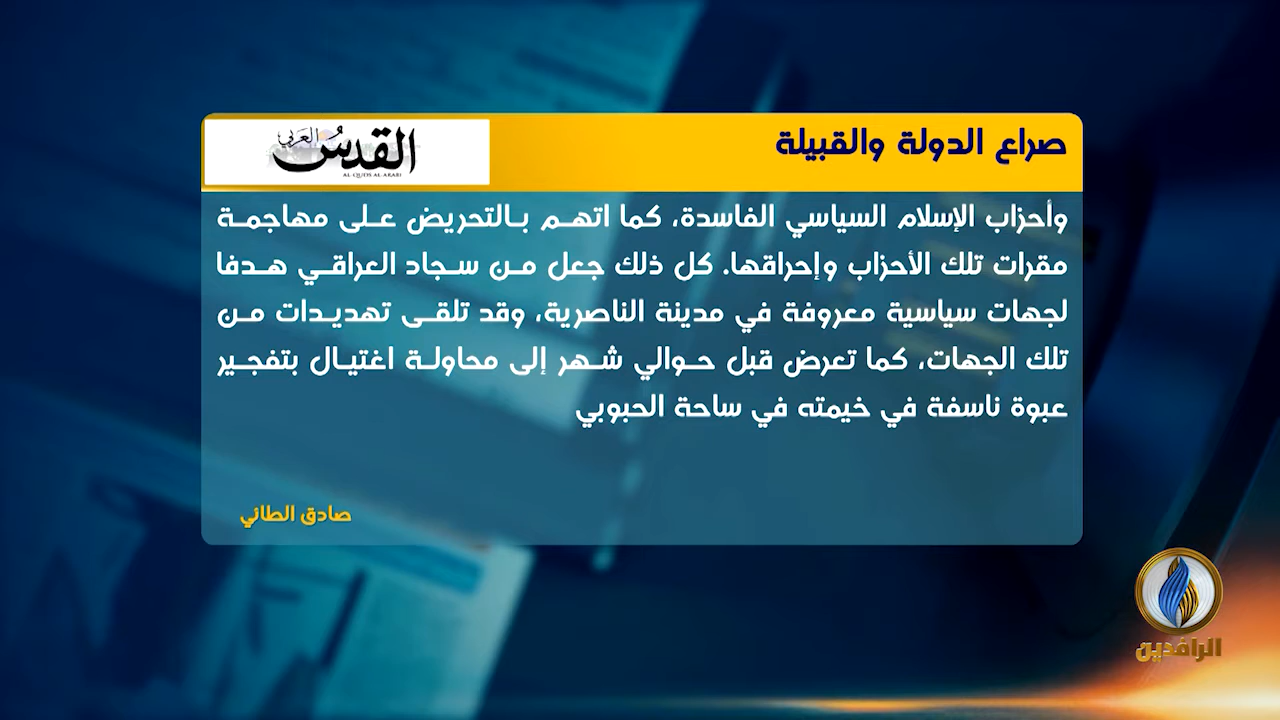 صراع الدولة والقبيلة
القدس العربي
AL-QUDS AL-ARABI
وأحزاب الإسلام السياسي الفاسدة، كما اتهم بالتحريض على مهاجمة
مقرات تلك الأحزاب وإحراقها. كل ذلك جعل من سجاد العراقي هدفا
لجهات سياسية معروفة في مدينة الناصرية، وقد تلقى تهديدات من
تلك الجهات، كما تعرض قبل حوالي شهر إلى محاولة اغتيال بتفجير
عبوة ناسفة في خيمته في ساحة الحبوبي
صادق الطائي
الرافدين